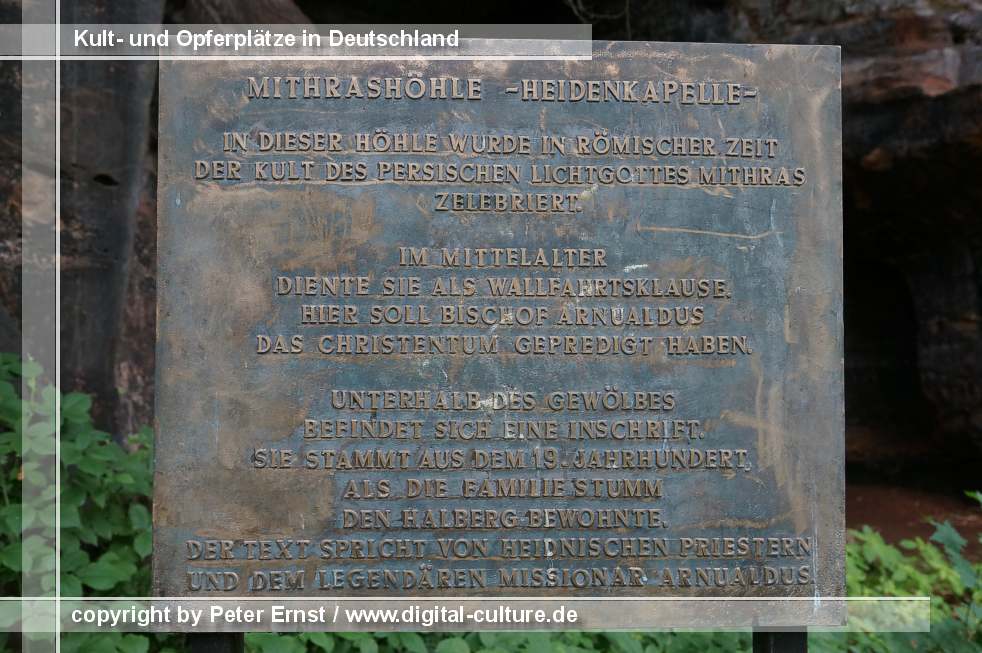 Kult- und Opferplätze in Deutschland
MITHRASHÖHLE -HEIDENKAPELLE-
IN DIESER HÖHLE WURDE IN RÖMISCHER ZEIT
DER KULT DES PERSISCHEN LICHTGOTTES MITHRAS
ZELEBRIERT.
IM MITTELALTER
DIENTE SIE ALS WALLFAHRTSKLAUSE.
HIER SOLL BISCHOF ARNUALDUS
DAS CHRISTENTUM GEPREDIGT HABEN.
UNTERHALB DES GEWÖLBES
BEFINDET SICH EINE INSCHRIFT.
SIE STAMMT AUS DEM 19. JAHRHUNDERT,
ALS DIE FAMILIE STUMM
DEN HALBERG BEWOHNTE.
DER TEXT SPRICHT VON HEIDNISCHEN PRIESTERN
UND DEM LEGENDÄREN MISSIONAR ARNUALDUS.
copyright by Peter Ernst / www.digital-culture.de